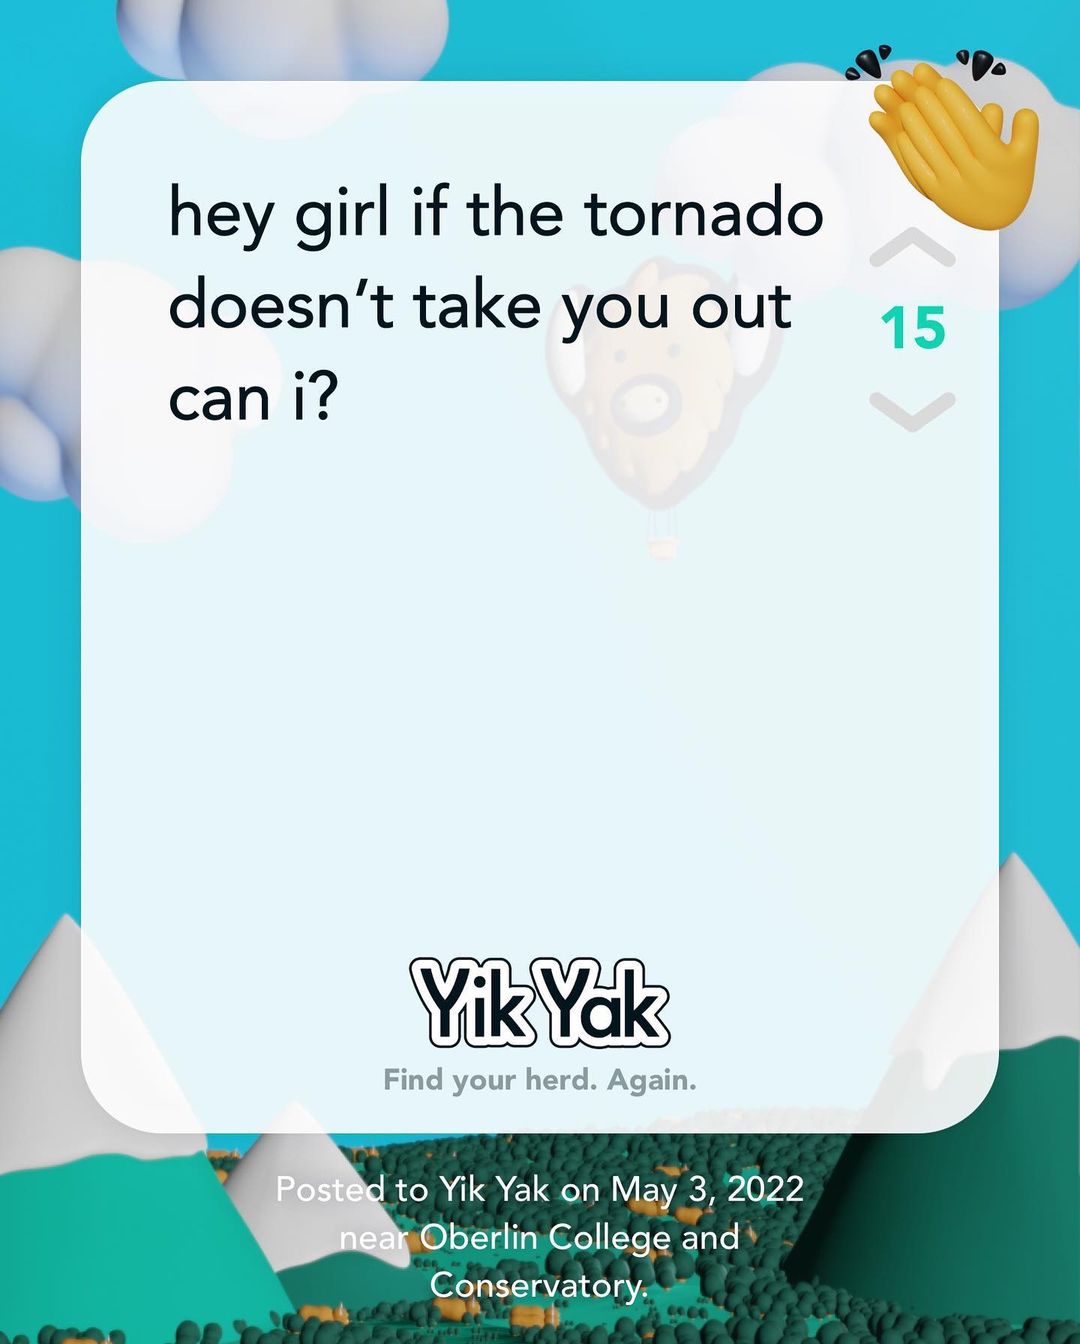 hey girl if the tornado
doesn’t take you out
can i?
15
Yik Yak
Find your herd. Again.
Posted to Yik Yak on May 3, 2022
near Oberlin College and
Conservatory.